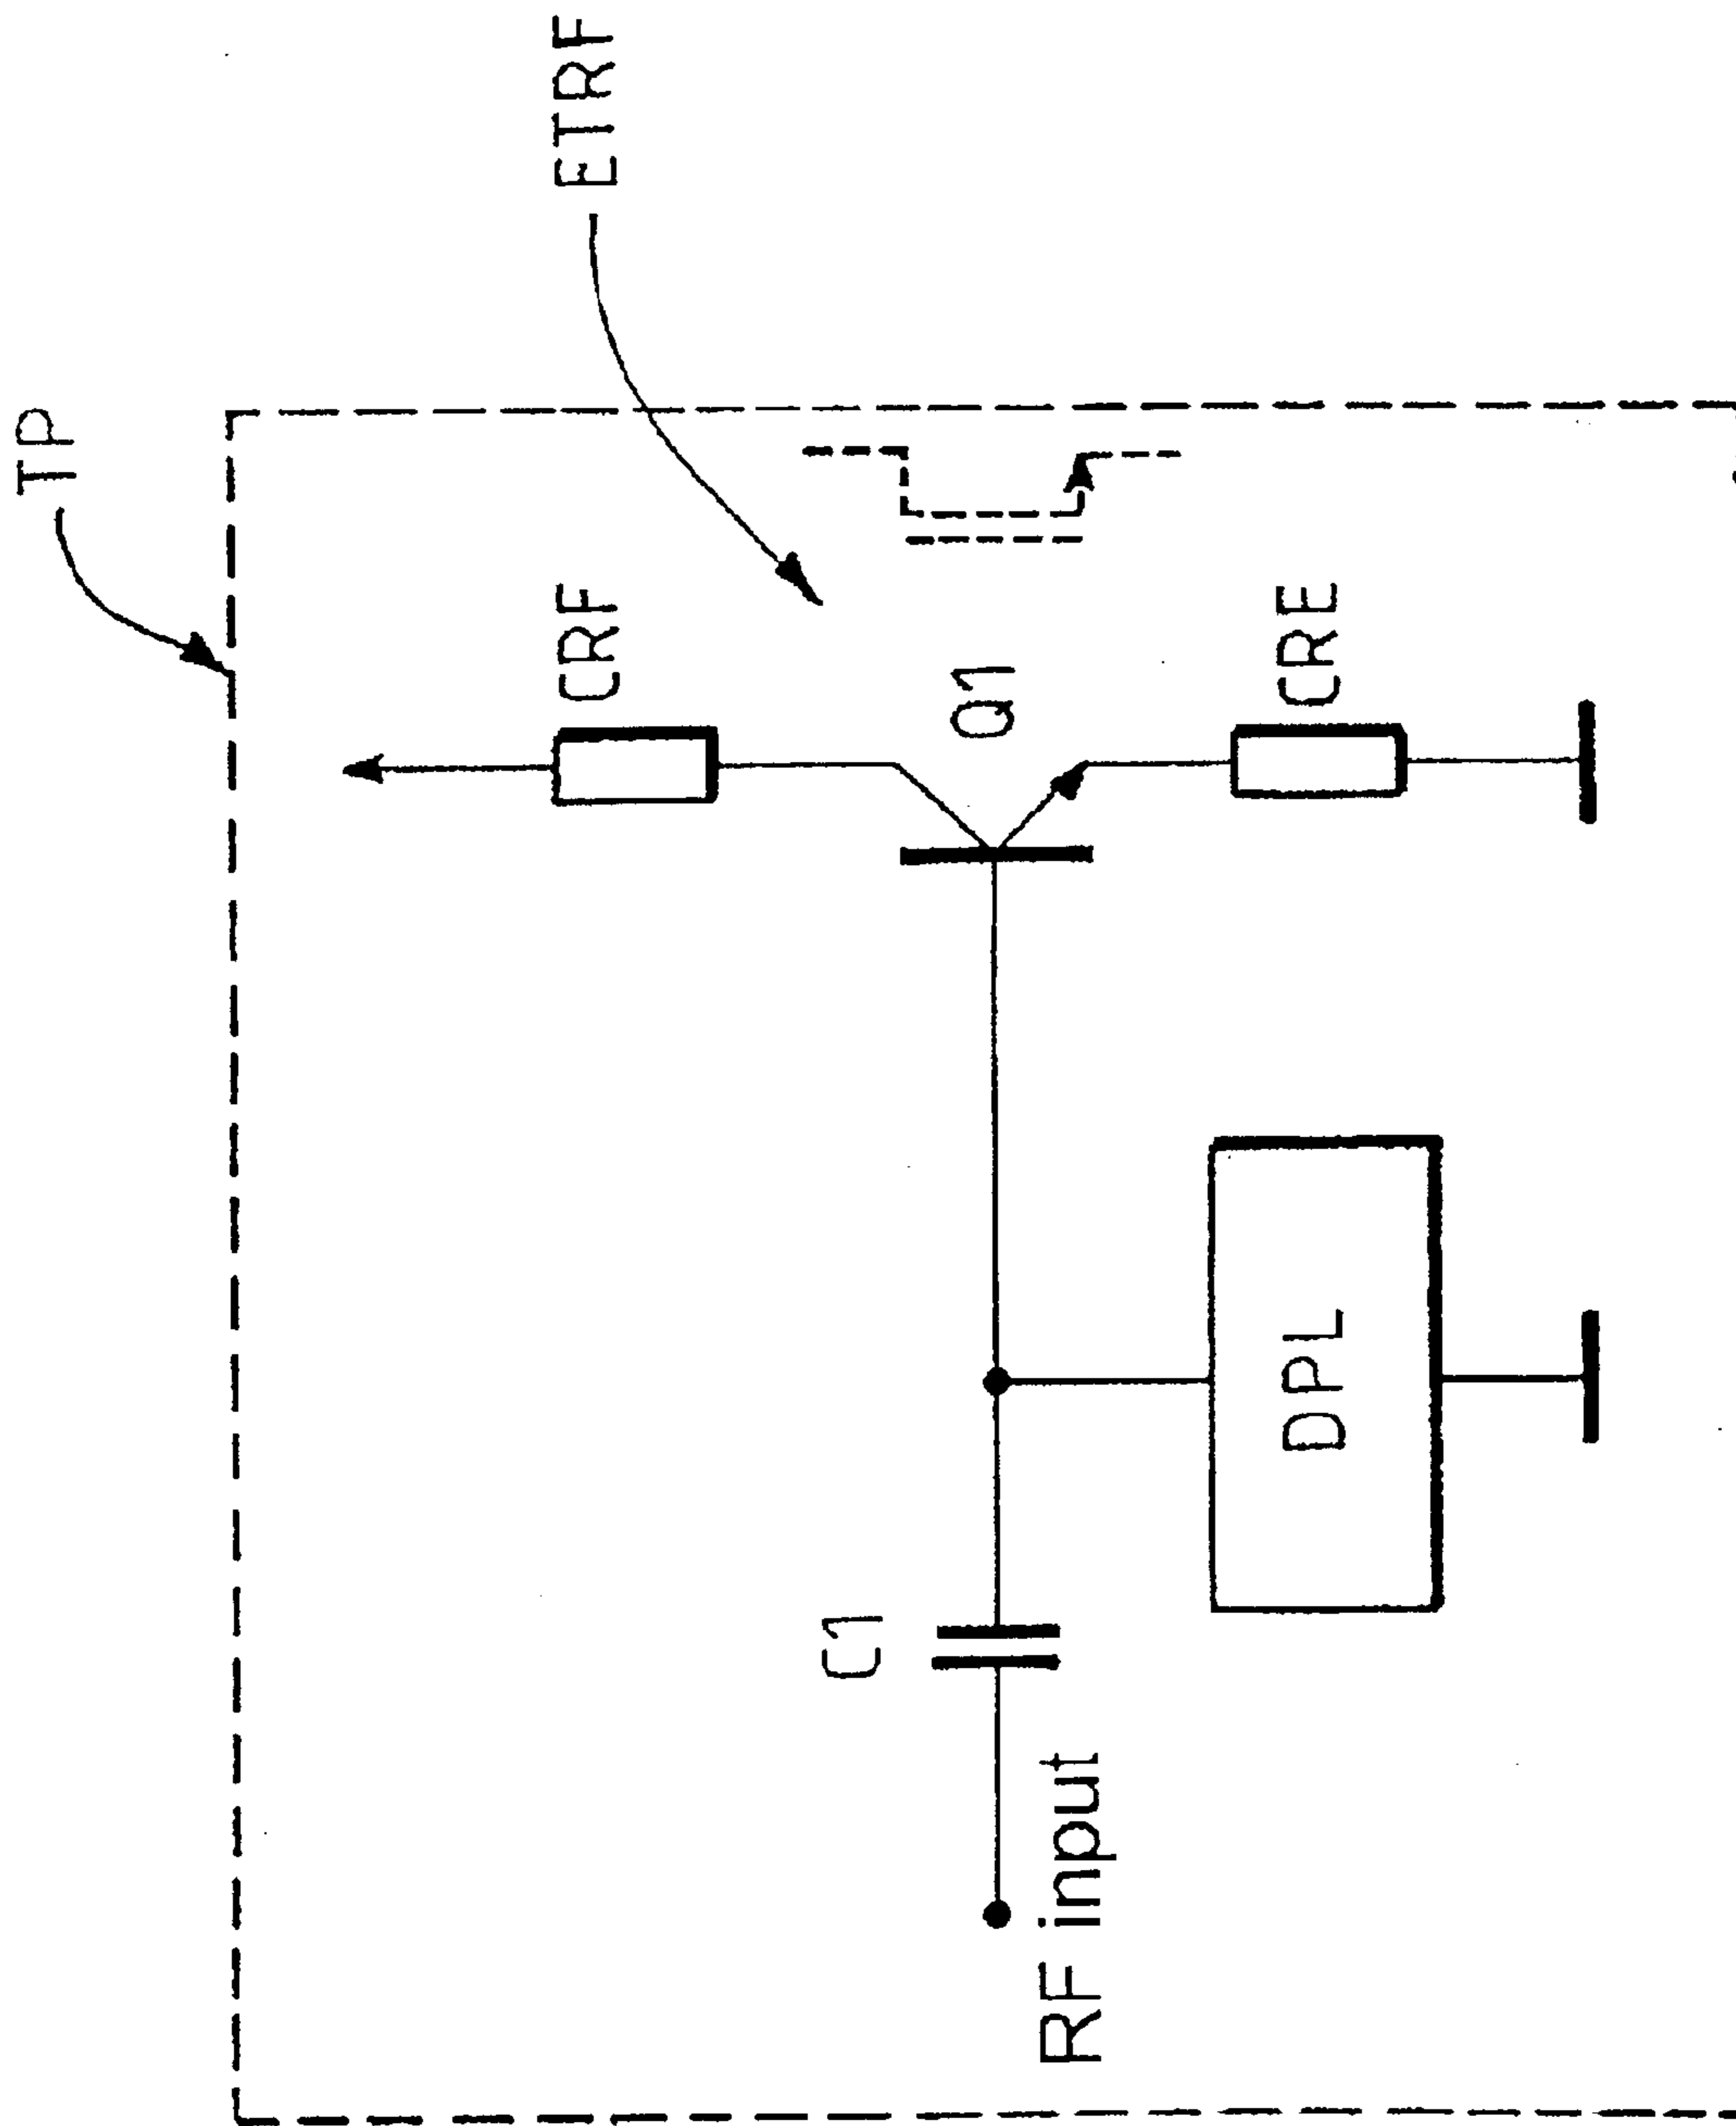 TP
ETRF
CRF
Q1
CRE
C1
DPL
RF input